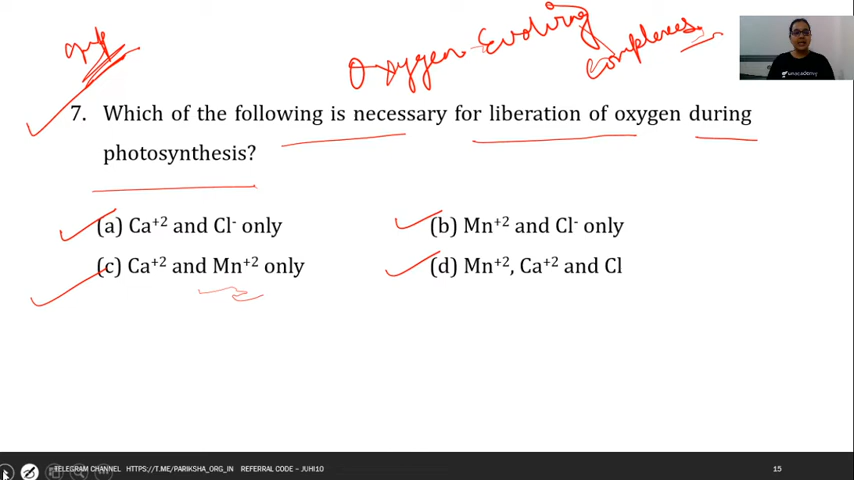 Oxygen-Evolving
complexes
7. Which of the following is necessary for liberation of oxygen during
photosynthesis?
(a) Ca+2 and Cl- only
(b) Mn+2 and Cl- only
(c) Ca+2 and Mn+2 only
(d) Mn+2, Ca+2 and Cl
unacademy
TELEGRAM CHANNEL HTTPS://T.ME/PARIKSHA_ORG_IN REFERRAL CODE – JUHI10
15